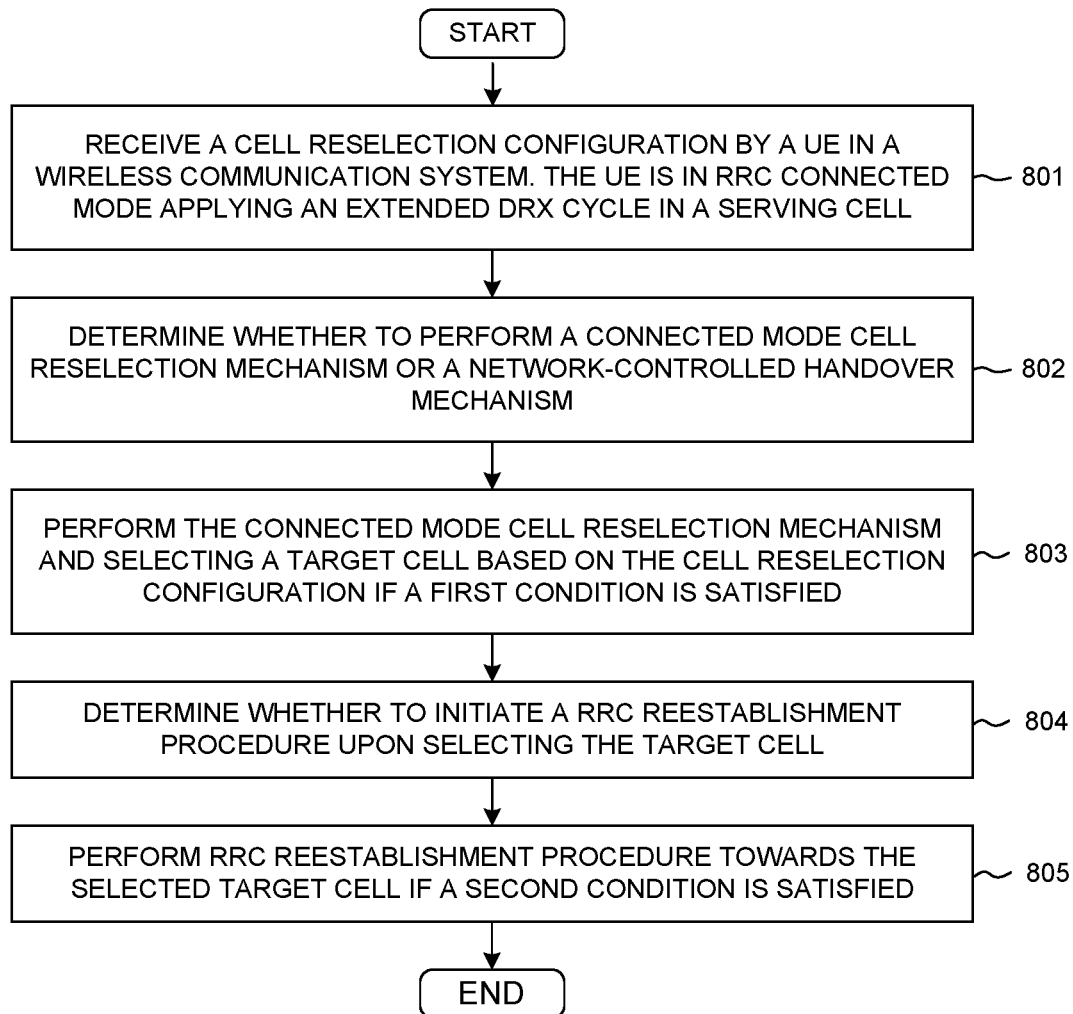 START
RECEIVE A CELL RESELECTION CONFIGURATION BY A UE IN A
WIRELESS COMMUNICATION SYSTEM. THE UE IS IN RRC CONNECTED
MODE APPLYING AN EXTENDED DRX CYCLE IN A SERVING CELL
801
DETERMINE WHETHER TO PERFORM A CONNECTED MODE CELL
RESELECTION MECHANISM OR A NETWORK-CONTROLLED HANDOVER
MECHANISM
802
PERFORM THE CONNECTED MODE CELL RESELECTION MECHANISM
AND SELECTING A TARGET CELL BASED ON THE CELL RESELECTION
CONFIGURATION IF A FIRST CONDITION IS SATISFIED
803
DETERMINE WHETHER TO INITIATE A RRC REESTABLISHMENT
PROCEDURE UPON SELECTING THE TARGET CELL
804
PERFORM RRC REESTABLISHMENT PROCEDURE TOWARDS THE
SELECTED TARGET CELL IF A SECOND CONDITION IS SATISFIED
805
END